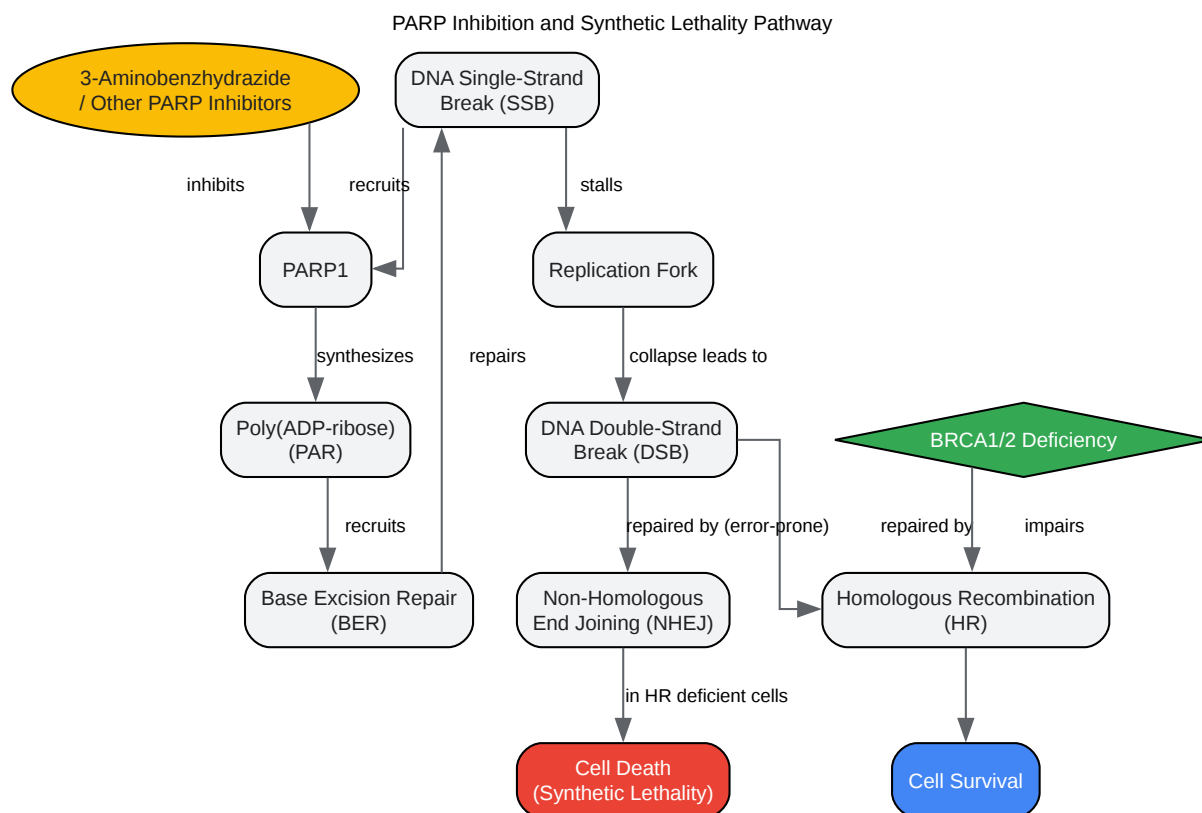 PARP Inhibition and Synthetic Lethality Pathway
3-Aminobenzhydrazide
/ Other PARP Inhibitors
DNA Single-Strand
Break (SSB)
inhibits
recruits
stalls
PARP1
Replication Fork
synthesizes
repairs
collapse leads to
Poly(ADP-ribose)
(PAR)
DNA Double-Strand
Break (DSB)
BRCA1/2 Deficiency
recruits
repaired by (error-prone)
repaired by
impairs
Base Excision Repair
(BER)
Non-Homologous
End Joining (NHEJ)
Homologous Recombination
(HR)
in HR deficient cells
Cell Death
(Synthetic Lethality)
Cell Survival